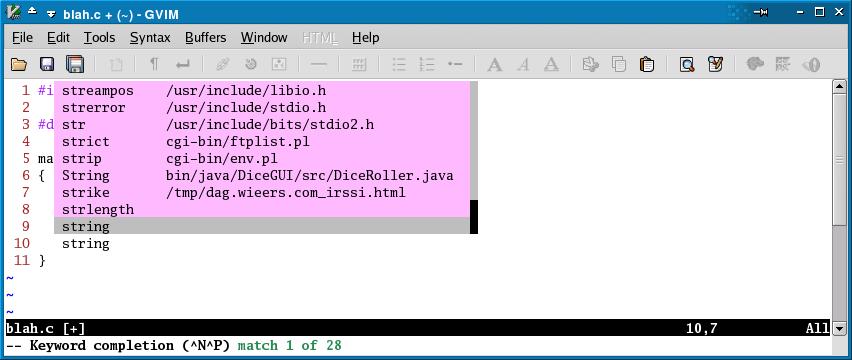 blah.c + (~) - GVIM
File Edit Tools Syntax Buffers Window HTML Help
1 #i streampos /usr/include/libio.h
2 strerror /usr/include/stdio.h
3 #d str /usr/include/bits/stdio2.h
4 strict cgi-bin/ftplist.pl
5 ma strip cgi-bin/env.pl
6 { String bin/java/DiceGUI/src/DiceRoller.java
7 strike /tmp/dag.wieers.com_irssi.html
8 strlength
9 string
10 string
11 }
~
~
~
blah.c [+] 10,7 All
-- Keyword completion (^N^P) match 1 of 28